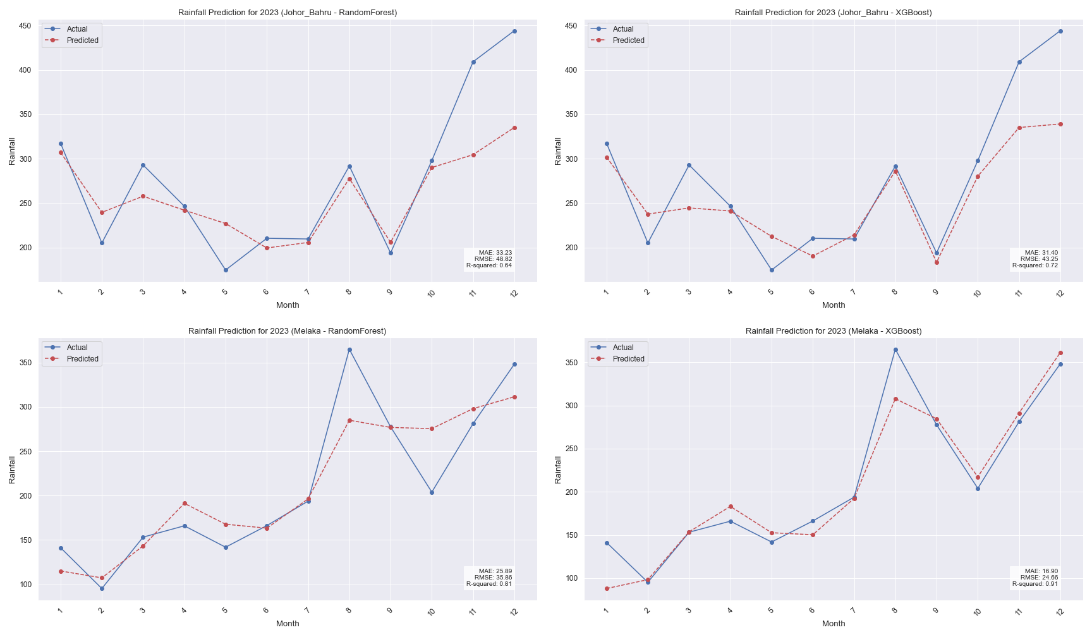 Rainfall Prediction for 2023 (Johor_Bahru - RandomForest)
Actual
Predicted
450
400
350
300
250
200
Rainfall
MAE: 33.23
RMSE: 46.82
R-squared: 0.64
1 2 3 4 5 6 7 8 9 10 11 12
Month
Rainfall Prediction for 2023 (Johor_Bahru - XGBoost)
Actual
Predicted
450
400
350
300
250
200
Rainfall
MAE: 31.40
RMSE: 43.25
R-squared: 0.72
1 2 3 4 5 6 7 8 9 10 11 12
Month
Rainfall Prediction for 2023 (Melaka - RandomForest)
Actual
Predicted
350
300
250
200
150
100
Rainfall
MAE: 25.69
RMSE: 35.86
R-squared: 0.81
1 2 3 4 5 6 7 8 9 10 11 12
Month
Rainfall Prediction for 2023 (Melaka - XGBoost)
Actual
Predicted
350
300
250
200
150
100
Rainfall
MAE: 16.90
RMSE: 24.66
R-squared: 0.91
1 2 3 4 5 6 7 8 9 10 11 12
Month